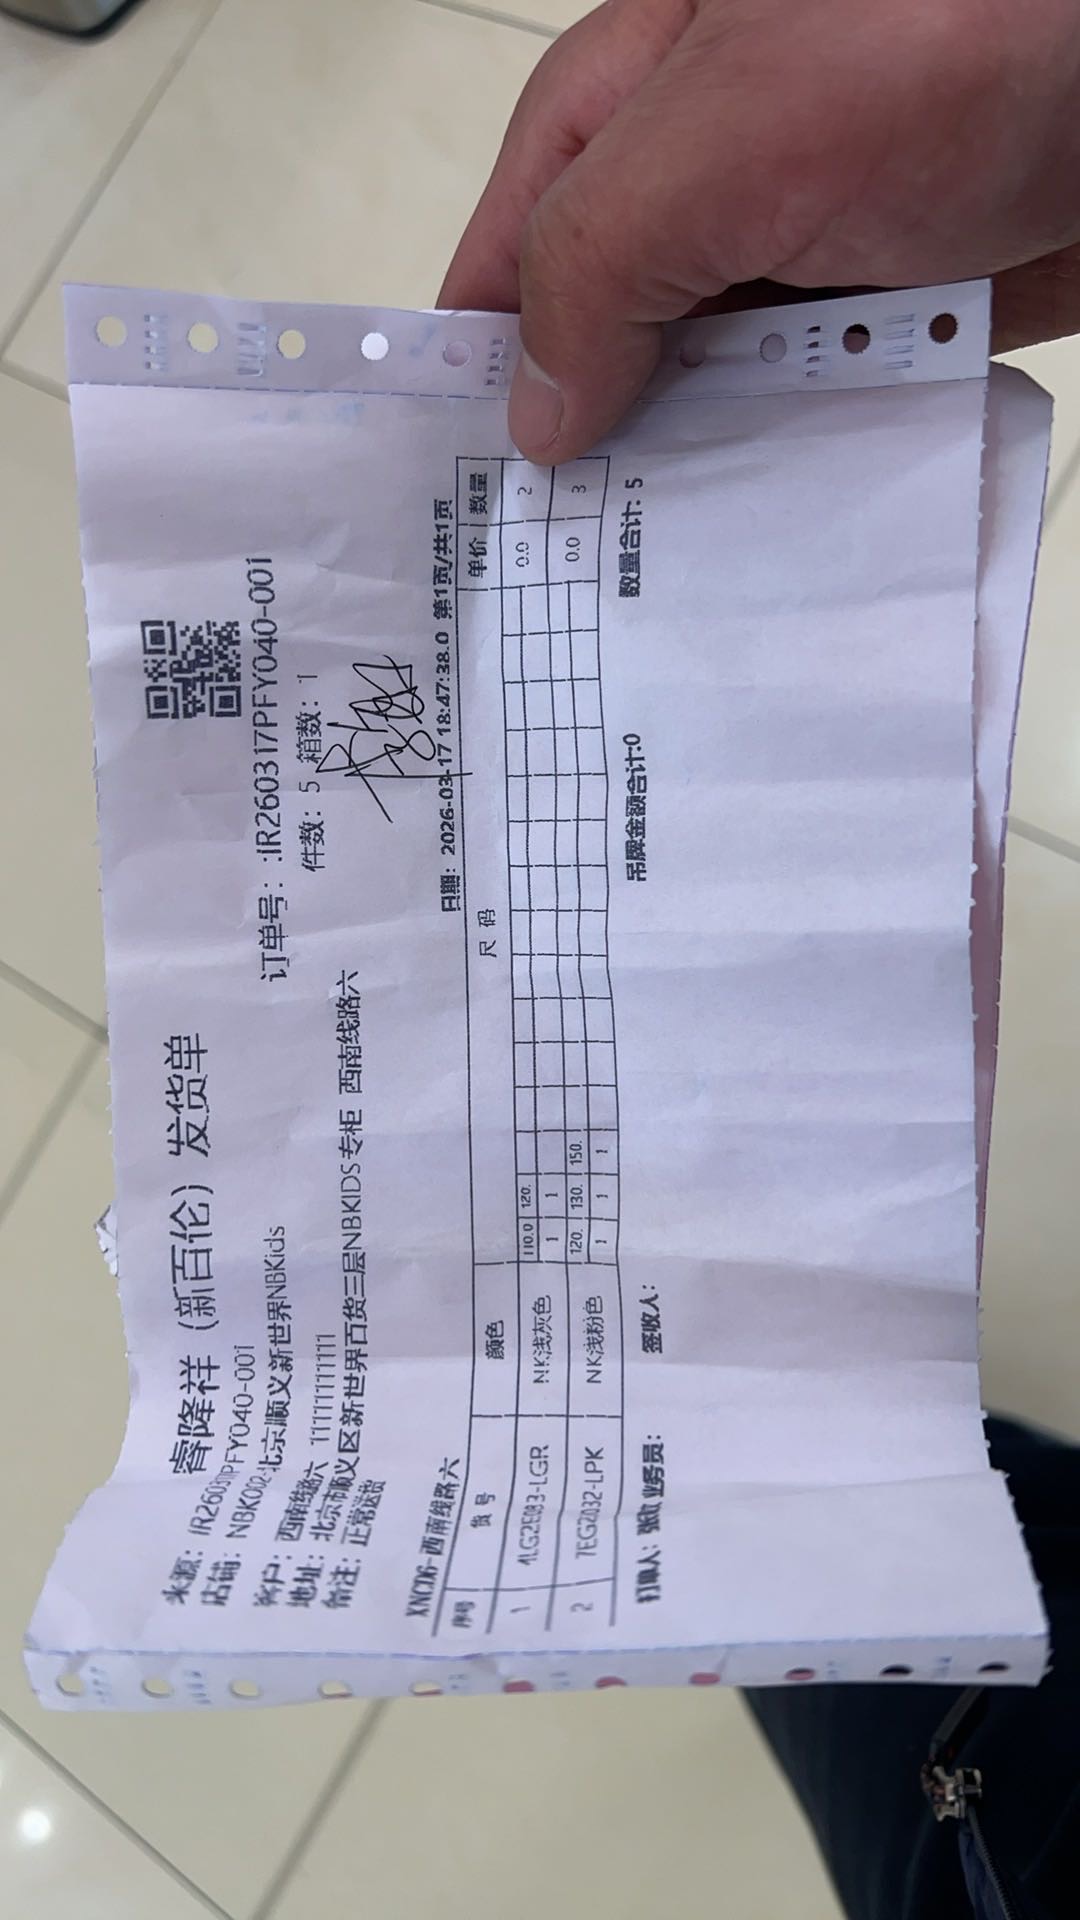 睿隆祥（新百伦）发货单
来源：IR260317PFY040-001
订单号：:IR260317PFY040-001
店铺：NBK002-北京顺义新世界NBKids
件数：5 箱数：1
客户：西南线路六 11111111111
地址：北京市顺义区新世界百货三层NBKIDS专柜 西南线路六
备注：正常送货
XNC06-西南线路六
日期：2026-03-17 18:47:38.0 第1页/共1页
序号 货号 颜色 尺码 单价 数量
1 1LG2E083-LGR NK浅灰色 110.0 120. 0.0 2
1 1
2 7EG2J032-LPK NK浅粉色 120. 130. 150. 0.0 3
1 1 1
打单人：张 业务员： 签收人： 吊牌金额合计:0 数量合计：5